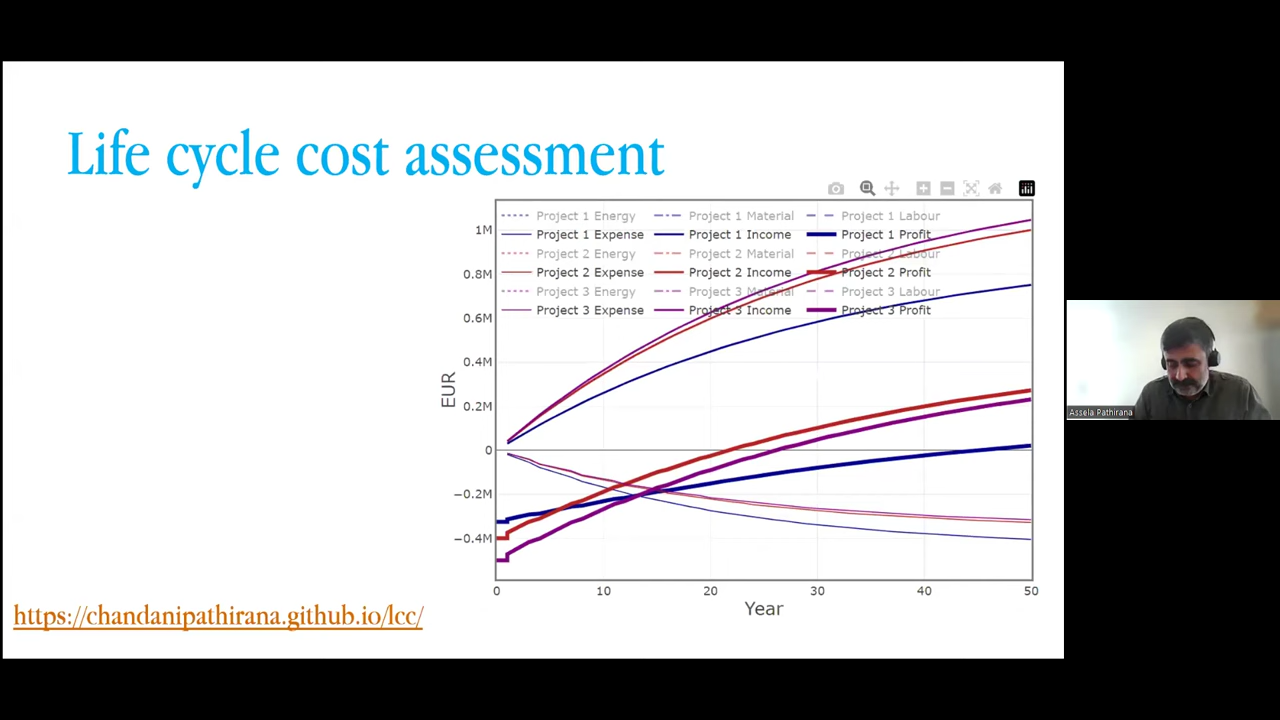 Life cycle cost assessment
Project 1 Energy Project 1 Material Project 1 Labour
Project 1 Expense Project 1 Income Project 1 Profit
Project 2 Energy Project 2 Material Project 2 Labour
Project 2 Expense Project 2 Income Project 2 Profit
Project 3 Energy Project 3 Material Project 3 Labour
Project 3 Expense Project 3 Income Project 3 Profit
1M
0.8M
0.6M
0.4M
0.2M
0
−0.2M
−0.4M
EUR
0 10 20 30 40 50
Year
https://chandanipathirana.github.io/lcc/
Assela Pathirana